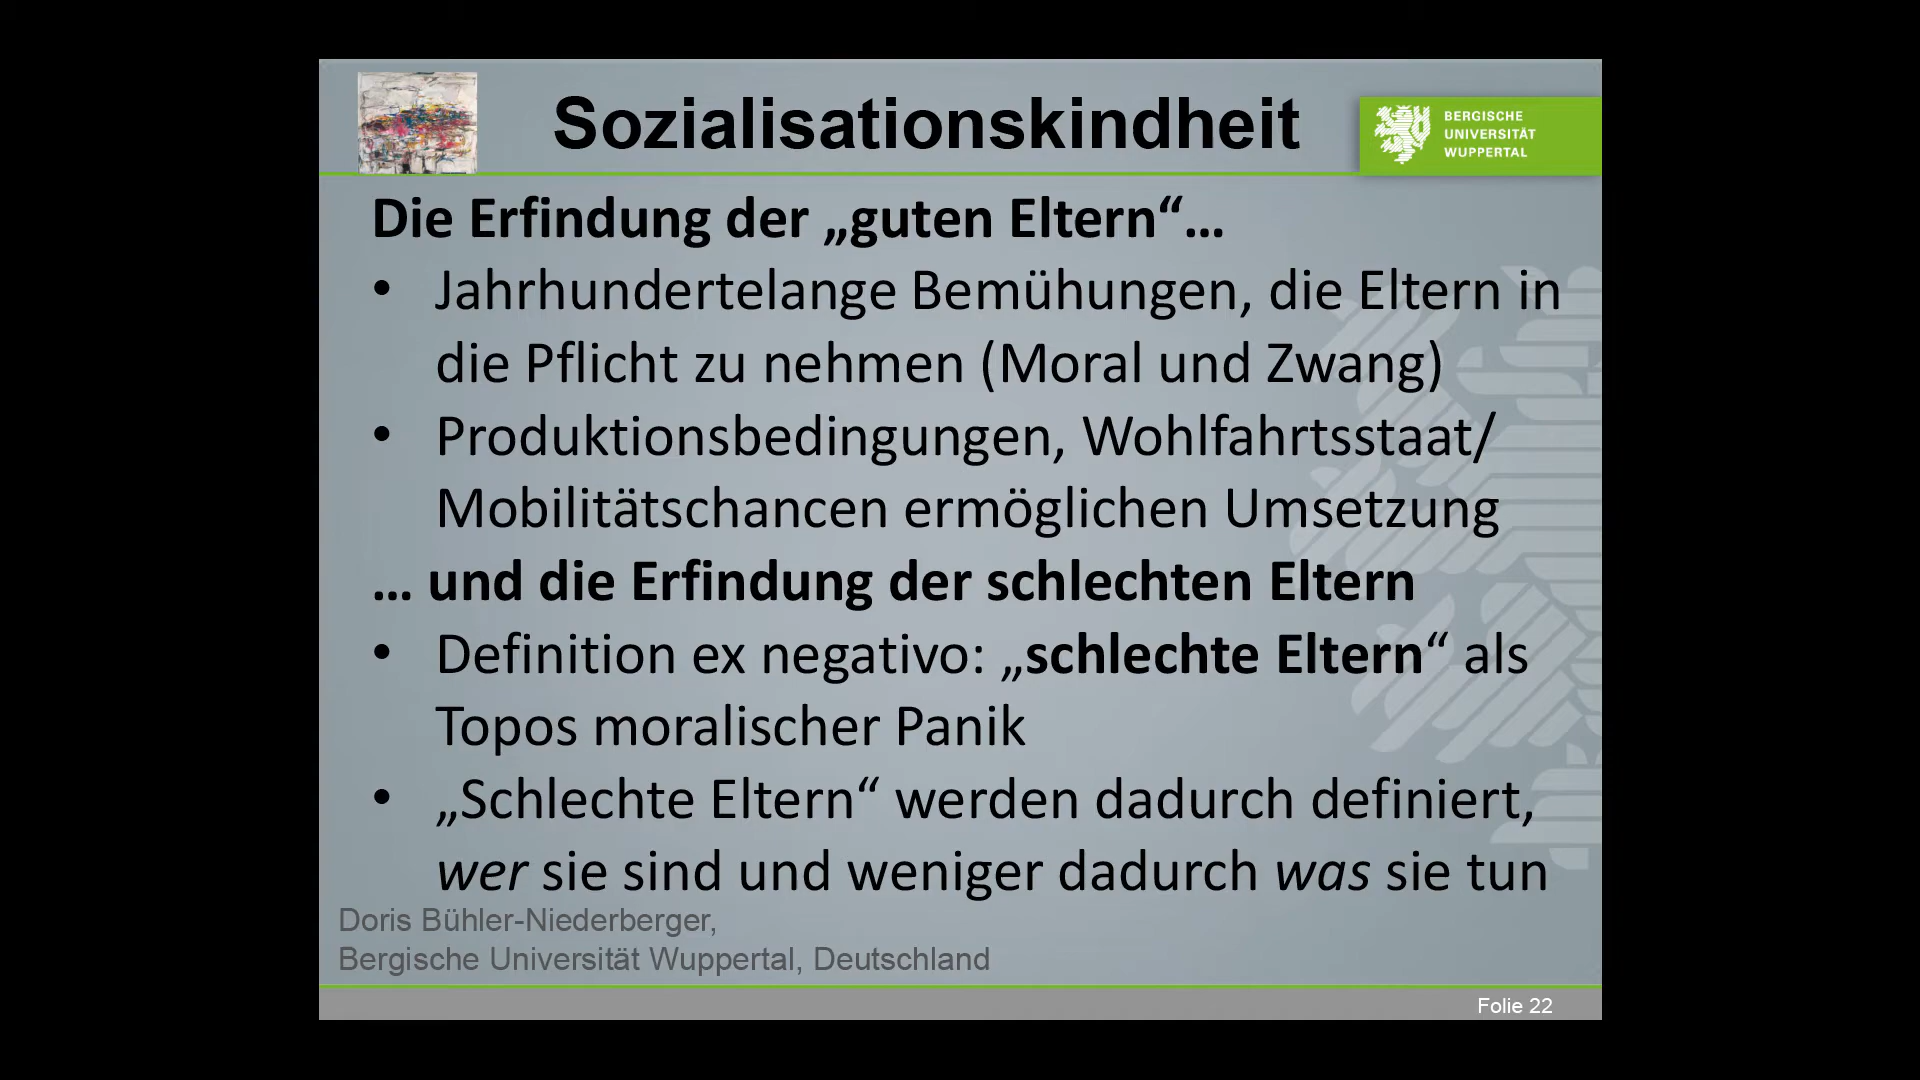 Sozialisationskindheit
BERGISCHE
UNIVERSITÄT
WUPPERTAL
Die Erfindung der „guten Eltern“…
• Jahrhundertelange Bemühungen, die Eltern in
die Pflicht zu nehmen (Moral und Zwang)
• Produktionsbedingungen, Wohlfahrtsstaat/
Mobilitätschancen ermöglichen Umsetzung
… und die Erfindung der schlechten Eltern
• Definition ex negativo: „schlechte Eltern“ als
Topos moralischer Panik
• „Schlechte Eltern“ werden dadurch definiert,
wer sie sind und weniger dadurch was sie tun
Doris Bühler-Niederberger,
Bergische Universität Wuppertal, Deutschland
Folie 22